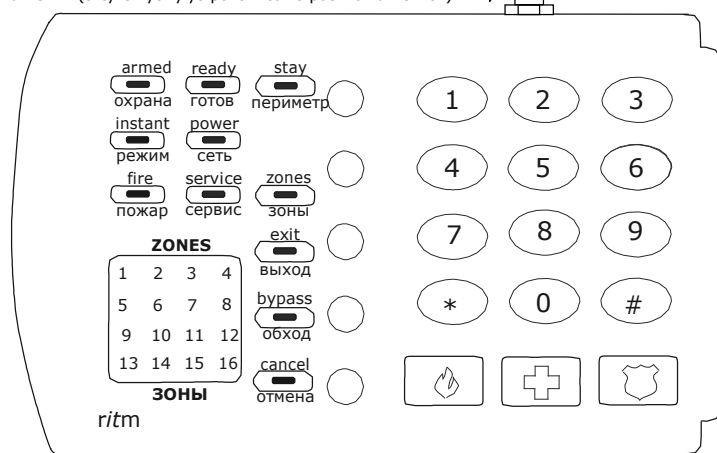 armed ready stay
охрана готов периметр
1 2 3
instant power
режим сеть
4 5 6
fire service zones
пожар сервис зоны
7 8 9
exit
выход
ZONES
1 2 3 4
5 6 7 8
9 10 11 12
13 14 15 16
ЗОНЫ
bypass
обход
* 0 #
cancel
отмена
ritm